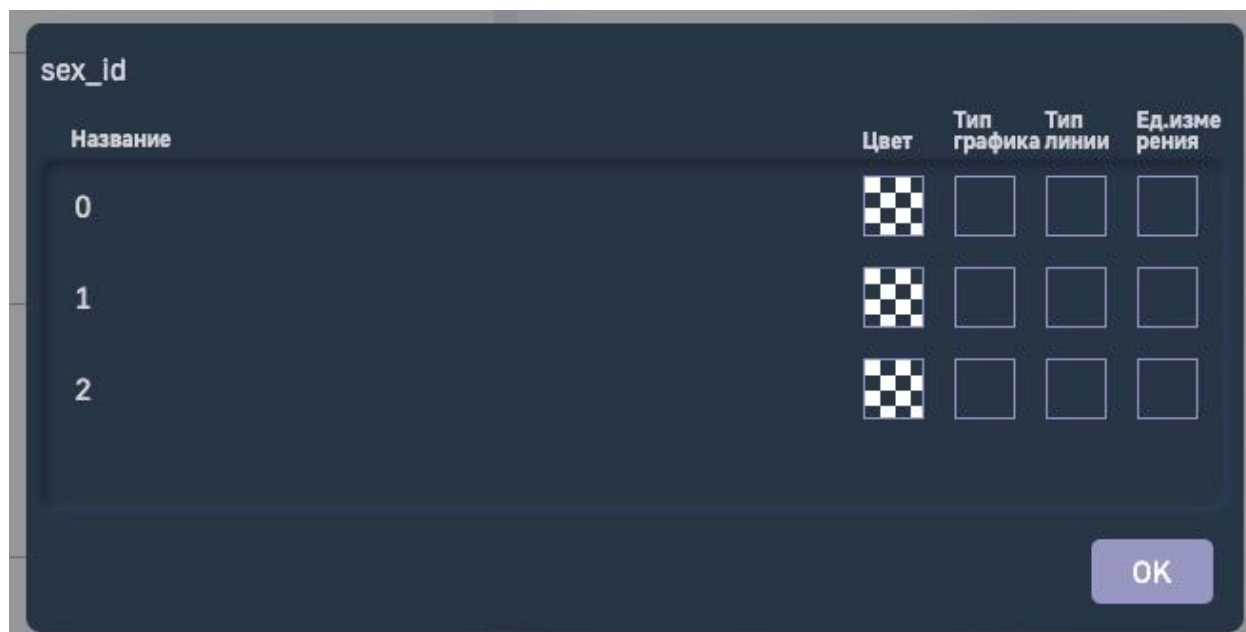 sex_id
Название
Цвет
Тип графика
Тип линии
Ед.изме
рения
0
1
2
OK